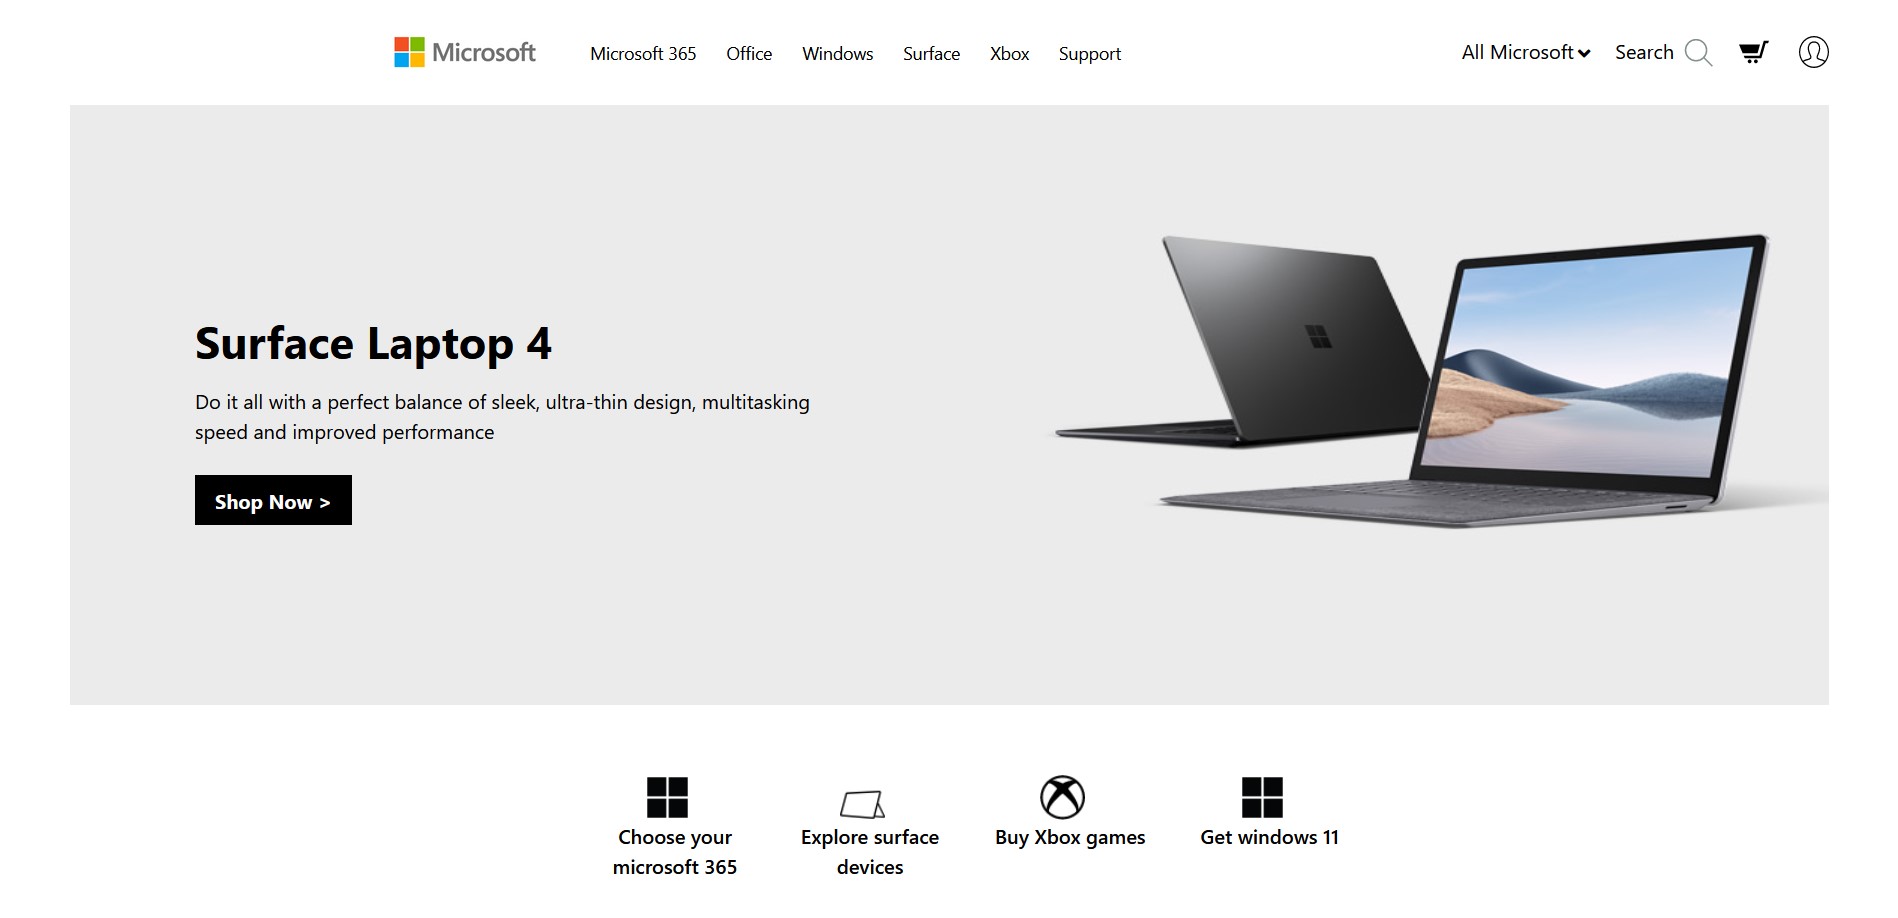 Microsoft
Microsoft 365 Office Windows Surface Xbox Support
All Microsoft Search
Surface Laptop 4
Do it all with a perfect balance of sleek, ultra-thin design, multitasking
speed and improved performance
Shop Now >
Choose your
microsoft 365
Explore surface
devices
Buy Xbox games
Get windows 11